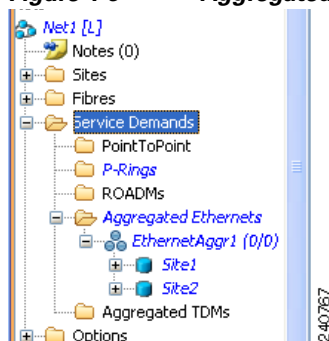 Aggregated
Net1 [L]
Notes (0)
Sites
Fibres
Service Demands
PointToPoint
P-Rings
ROADMs
Aggregated Ethernets
EthernetAggr1 (0/0)
Site1
Site2
Aggregated TDMs
Options
240767